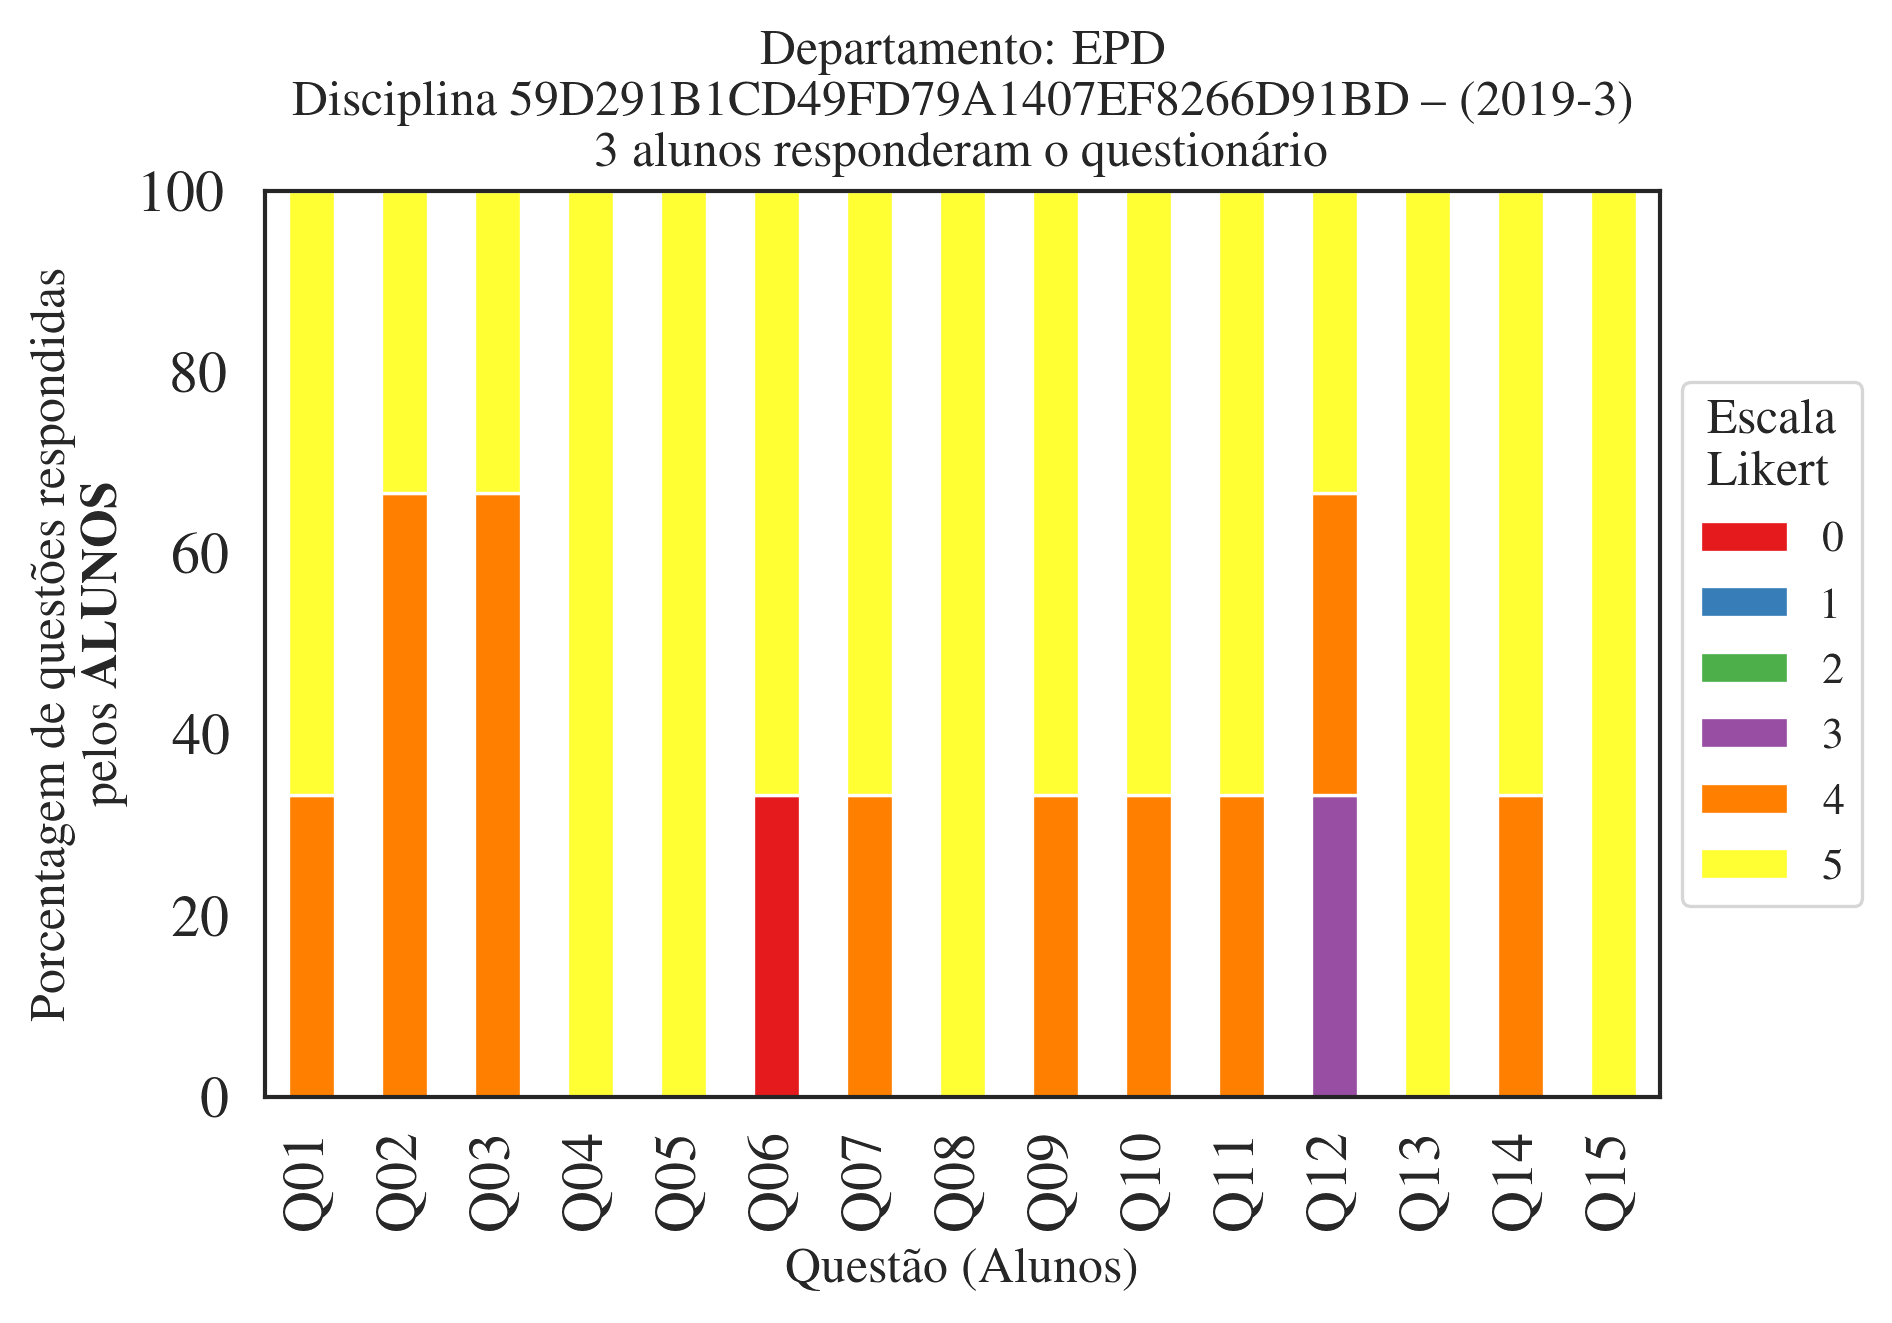 Departamento: EPD
Disciplina 59D291B1CD49FD79A1407EF8266D91BD – (2019-3)
3 alunos responderam o questionário
Porcentagem de questões respondidas
pelos ALUNOS
100
80
60
40
20
0
Q01
Q02
Q03
Q04
Q05
Q06
Q07
Q08
Q09
Q10
Q11
Q12
Q13
Q14
Q15
Questão (Alunos)
Escala
Likert
0
1
2
3
4
5